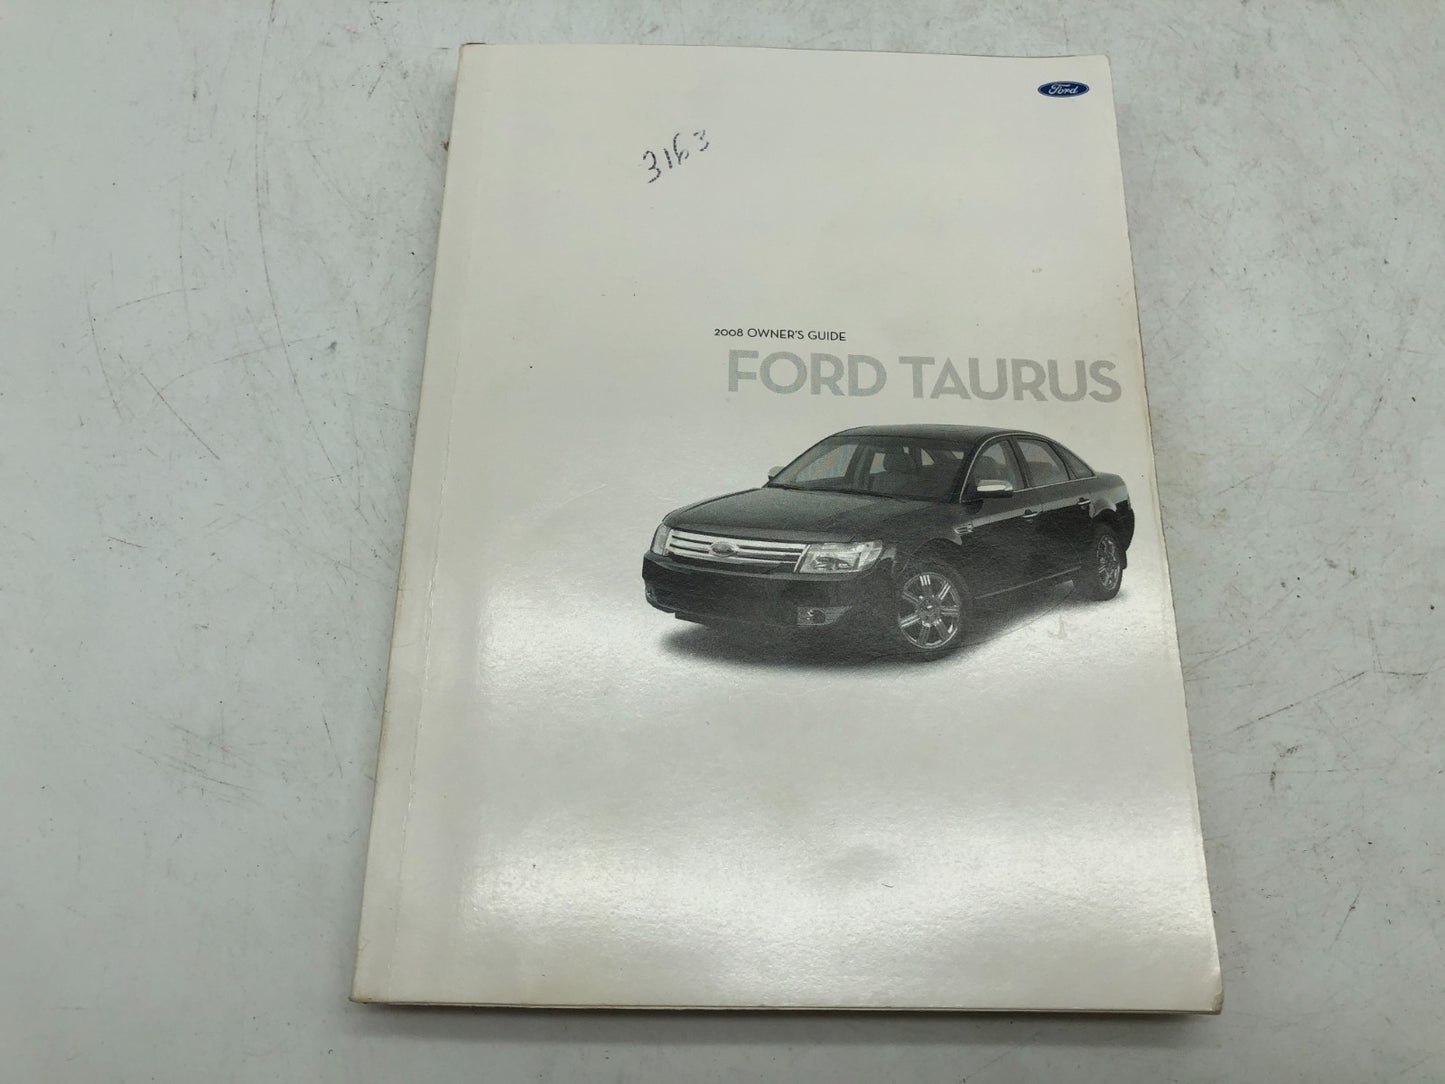 Ford
3163
2008 OWNER'S GUIDE
FORD TAURUS